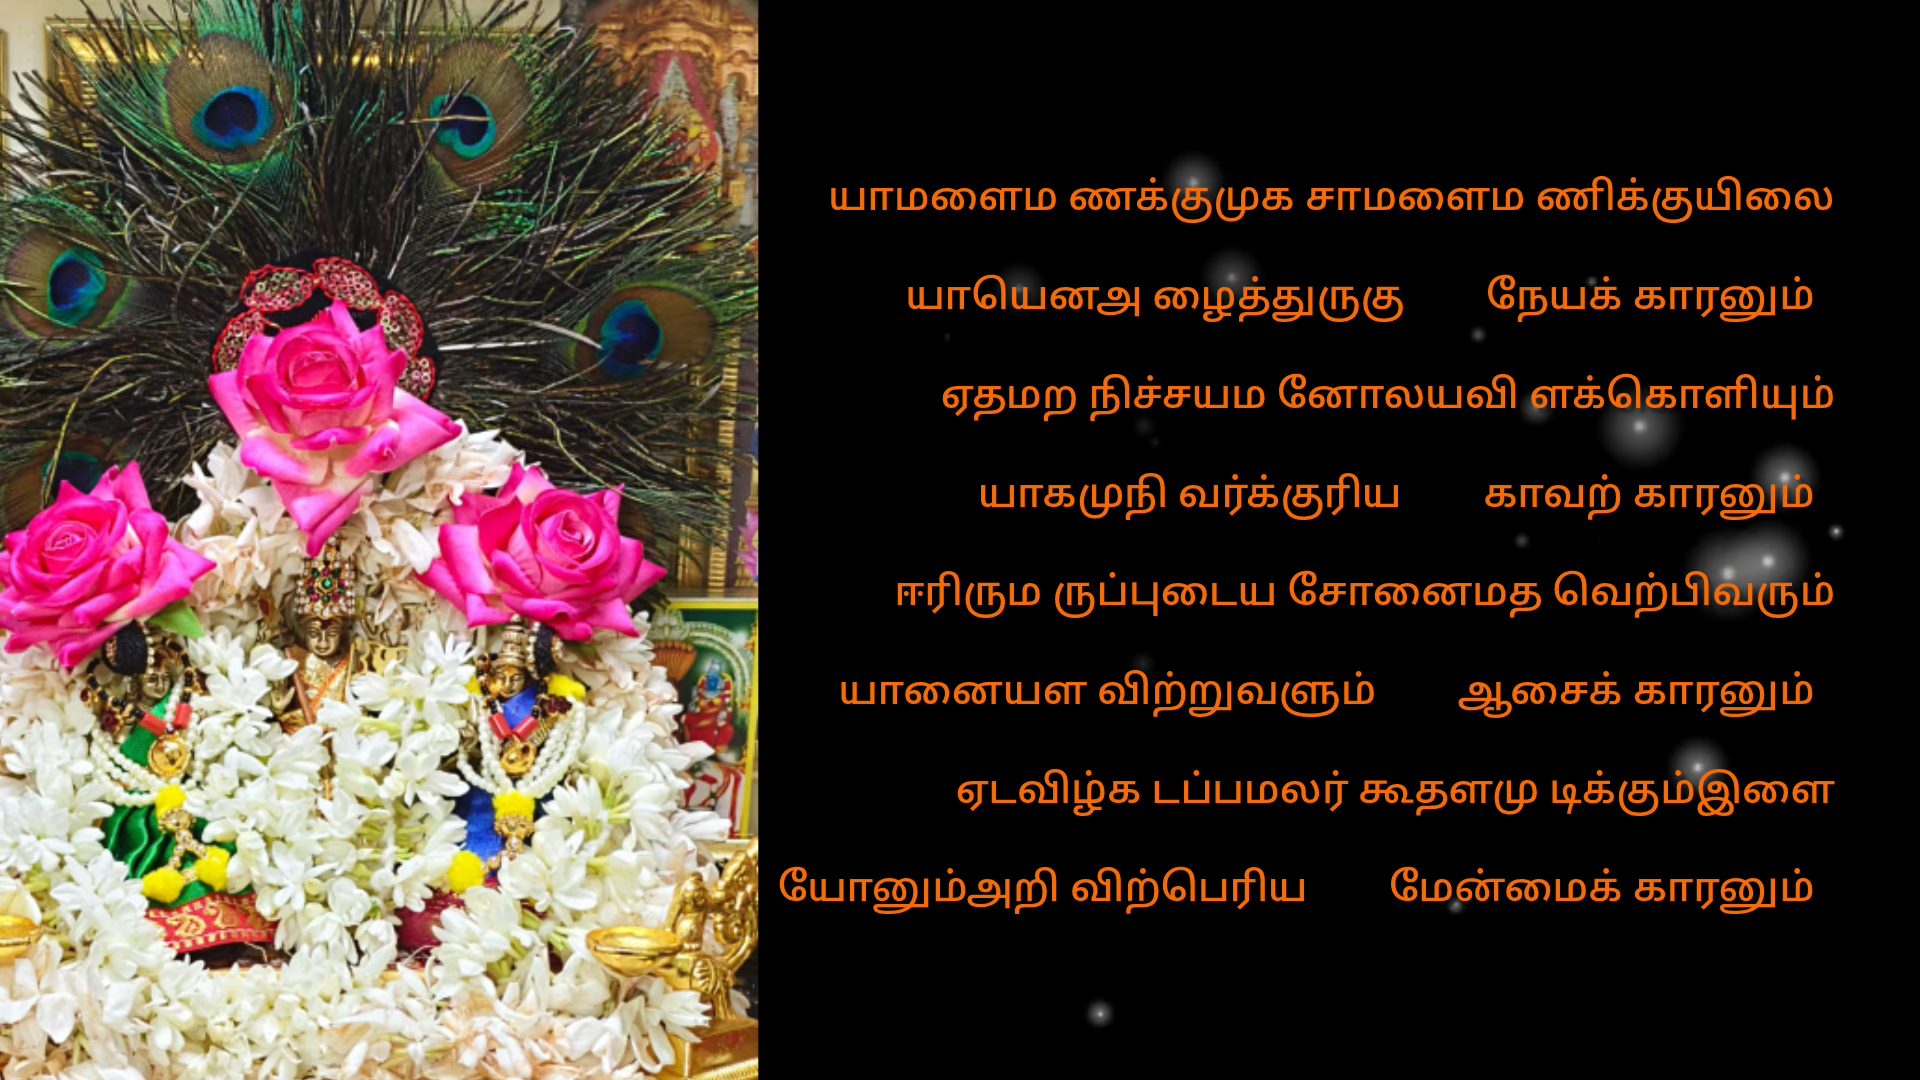 யாமளைம ணக்குமுக சாமளைம ணிக்குயிலை
யாயெனஅ ழைத்துருகு நேயக் காரனும்
ஏதமற நிச்சயம னோலயவி ளக்கொளியும்
யாகமுநி வர்க்குரிய காவற் காரனும்
ஈரிரும ருப்புடைய சோனைமத வெற்பிவரும்
யானையள விற்றுவளும் ஆசைக் காரனும்
ஏடவிழ்க டப்பமலர் கூதளமு டிக்கும்இளை
யோனும்அறி விற்பெரிய மேன்மைக் காரனும்